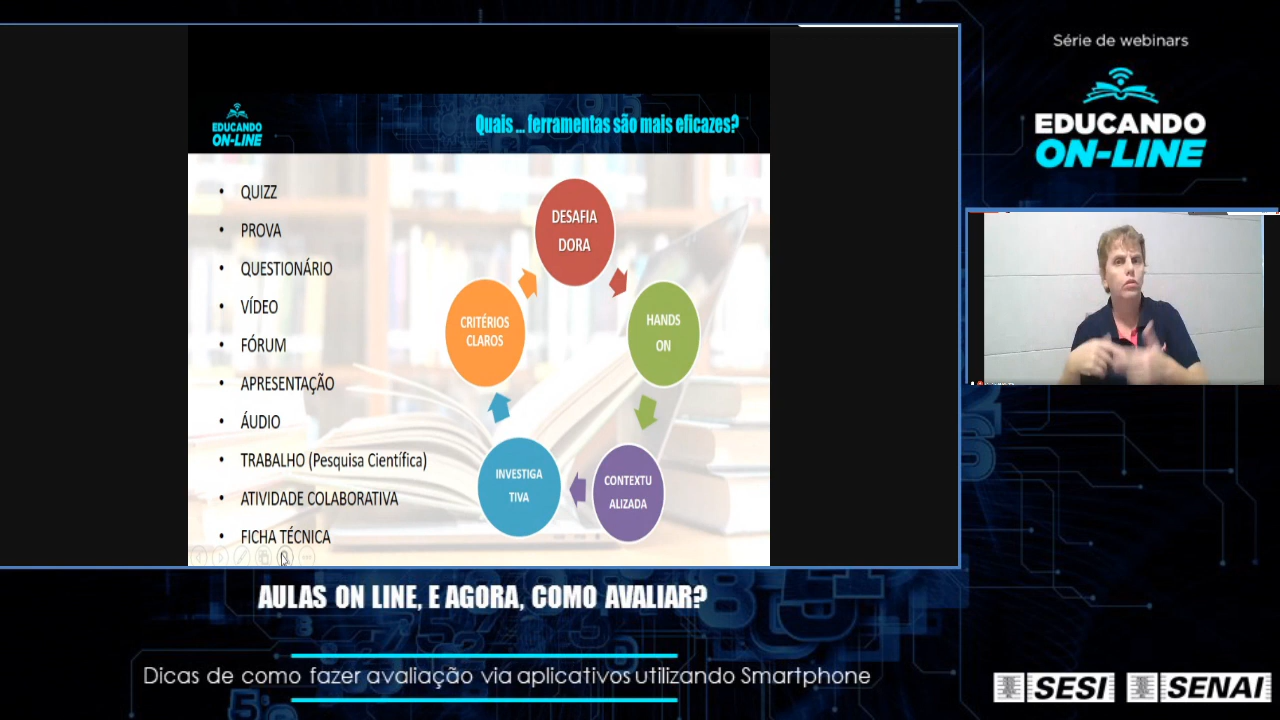 Série de webinars
EDUCANDO
ON-LINE
EDUCANDO
ON-LINE
Quais ... ferramentas são mais eficazes?
• QUIZZ
• PROVA
• QUESTIONÁRIO
• VÍDEO
• FÓRUM
• APRESENTAÇÃO
• ÁUDIO
• TRABALHO (Pesquisa Científica)
• ATIVIDADE COLABORATIVA
• FICHA TÉCNICA
DESAFIA
DORA
HANDS
ON
CONTEXTU
ALIZADA
INVESTIGA
TIVA
CRITÉRIOS
CLAROS
AULAS ON LINE, E AGORA, COMO AVALIAR?
Dicas de como fazer avaliação via aplicativos utilizando Smartphone
SESI
SENAI